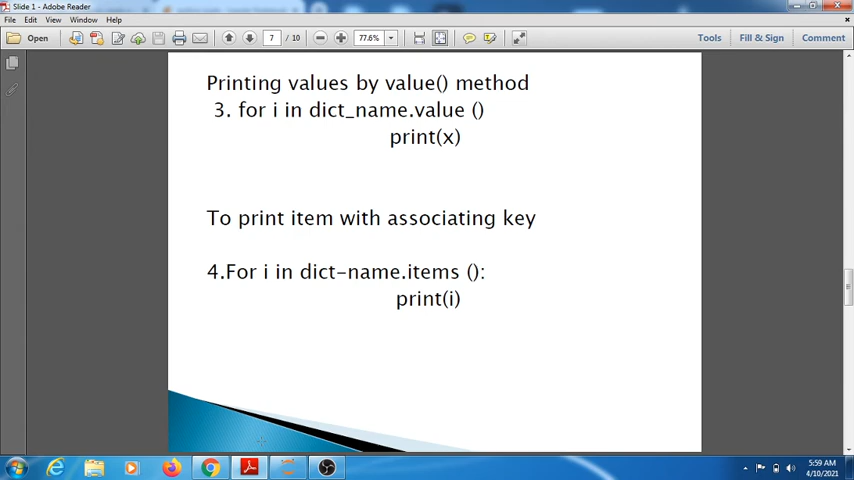 Slide 1 - Adobe Reader
File Edit View Window Help
Open 7 / 10 77.6% Tools Fill & Sign Comment
Printing values by value() method
3. for i in dict_name.value ()
print(x)
To print item with associating key
4.For i in dict-name.items ():
print(i)
5:59 AM
4/10/2021